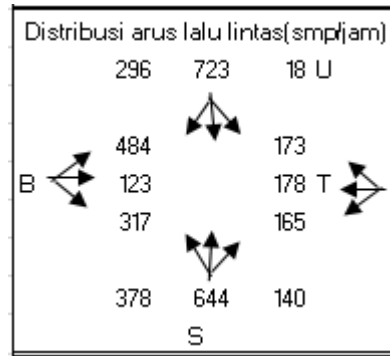 Distribusi arus lalu lintas(smp/jam)
296 723 18 U
484 173
B 123 178 T
317 165
378 644 140
S